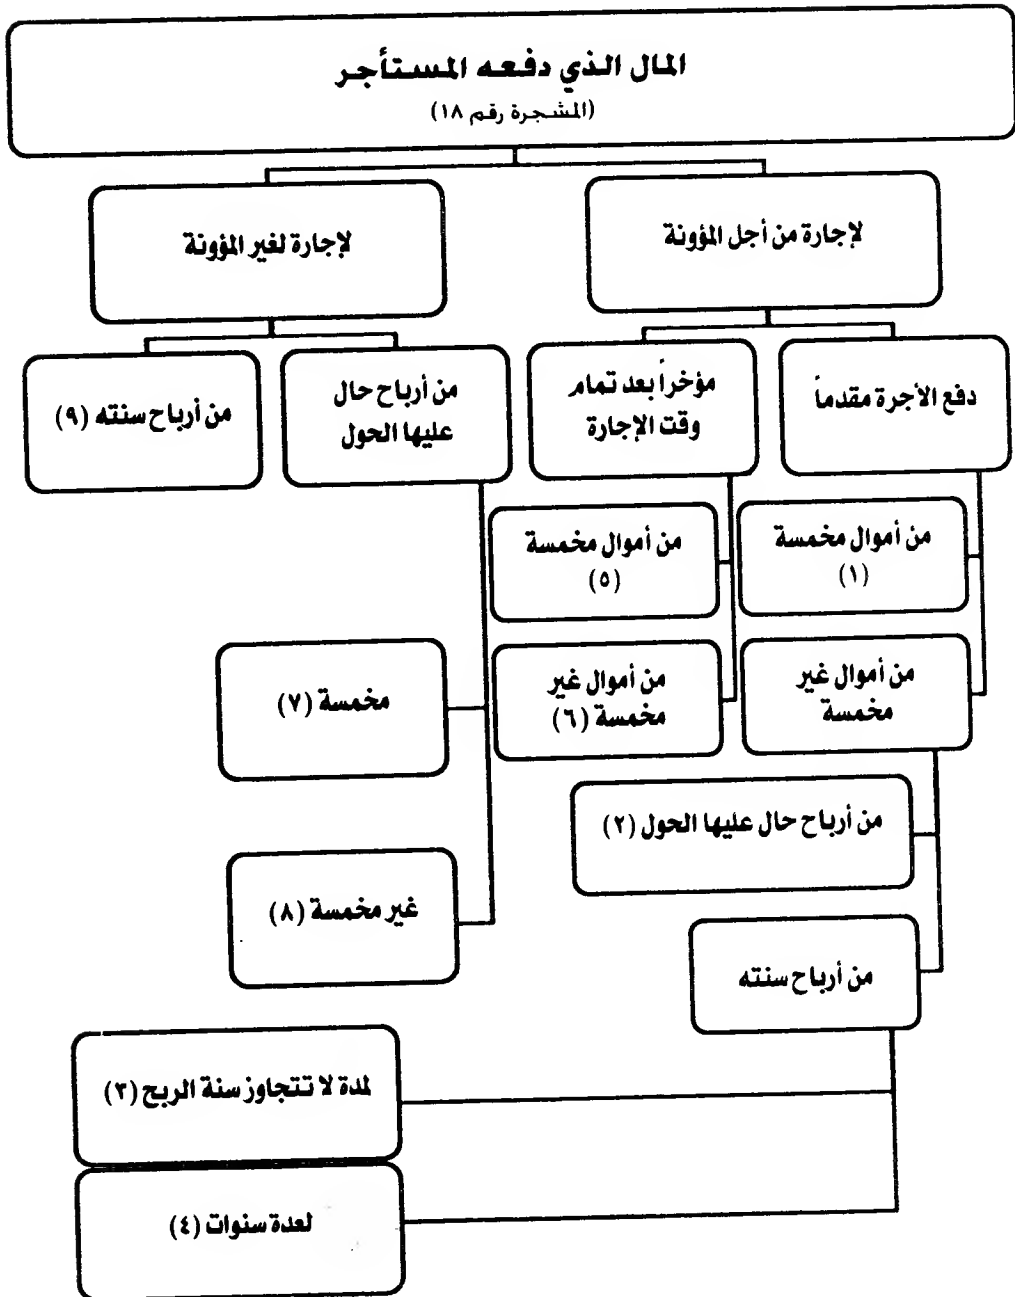 المال الذي دفعه المستأجر
(المشجرة رقم ١٨)
لإجارة من أجل المؤونة
لإجارة لغير المؤونة
دفع الأجرة مقدماً
مؤخراً بعد تمام
وقت الإجارة
من أرباح حال
عليها الحول
من أرباح سنته (٩)
من أموال مخمسة
(١)
من أموال مخمسة
(٥)
من أموال غير
مخمسة
من أموال غير
مخمسة (٦)
مخمسة (٧)
من أرباح حال عليها الحول (٢)
غير مخمسة (٨)
من أرباح سنته
لمدة لا تتجاوز سنة الربح (٣)
لعدة سنوات (٤)